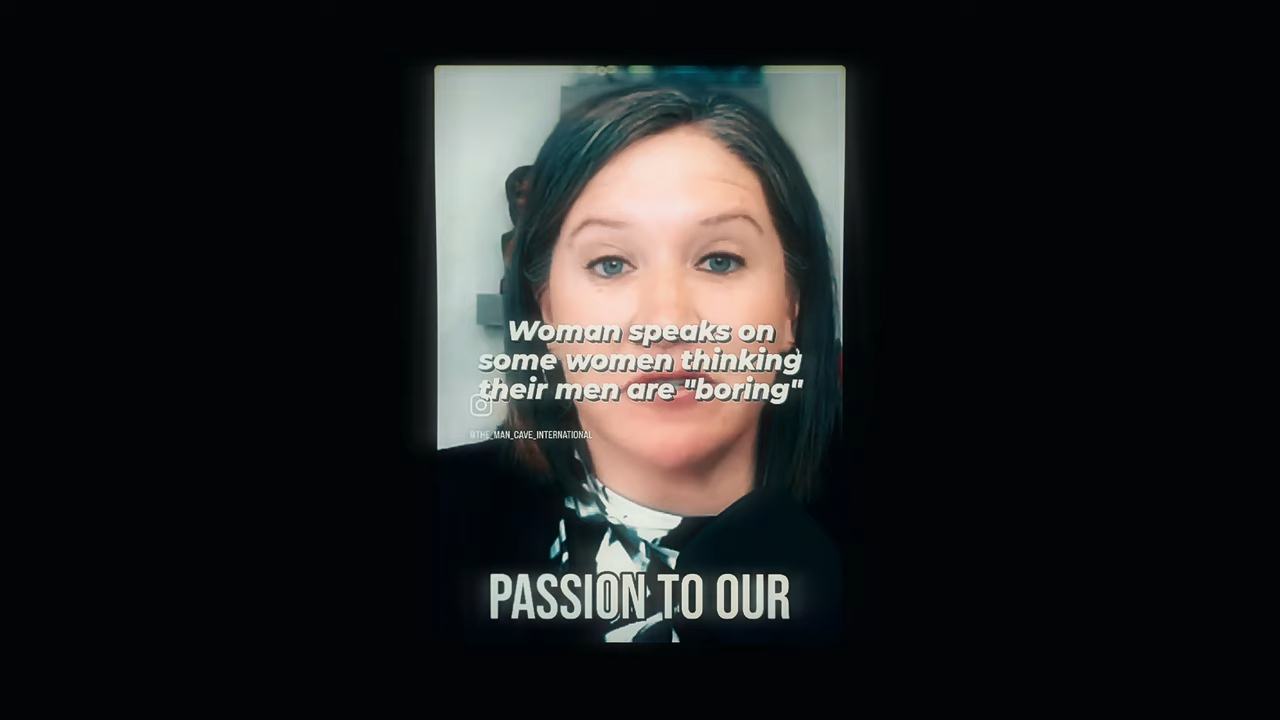 Woman speaks on
some women thinking
their men are "boring"
@THE_MAN_CAVE_INTERNATIONAL
PASSION TO OUR